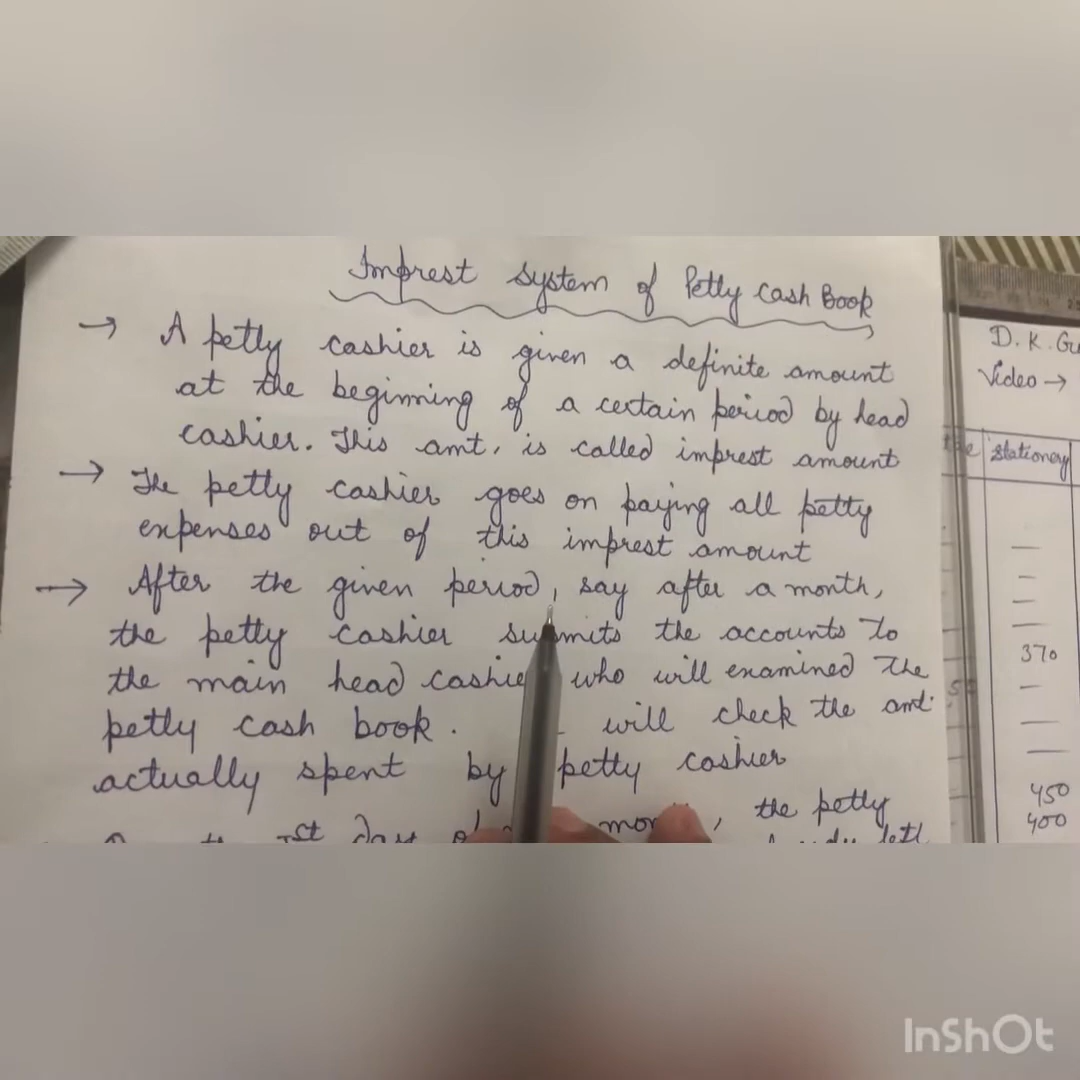 Imprest System of Petty Cash Book
→ A petty cashier is given a definite amount
at the beginning of a certain period by head
cashier. This amt. is called imprest amount
→ The petty cashier goes on paying all petty
expenses out of this imprest amount
→ After the given period, say after a month,
the petty cashier submits the accounts to
the main head cashier who will examined the
petty cash book. will check the amt.
actually spent by petty cashier
1st day the petty
D. K. Gu
Video →
Stationery
370
450
400
InShOt